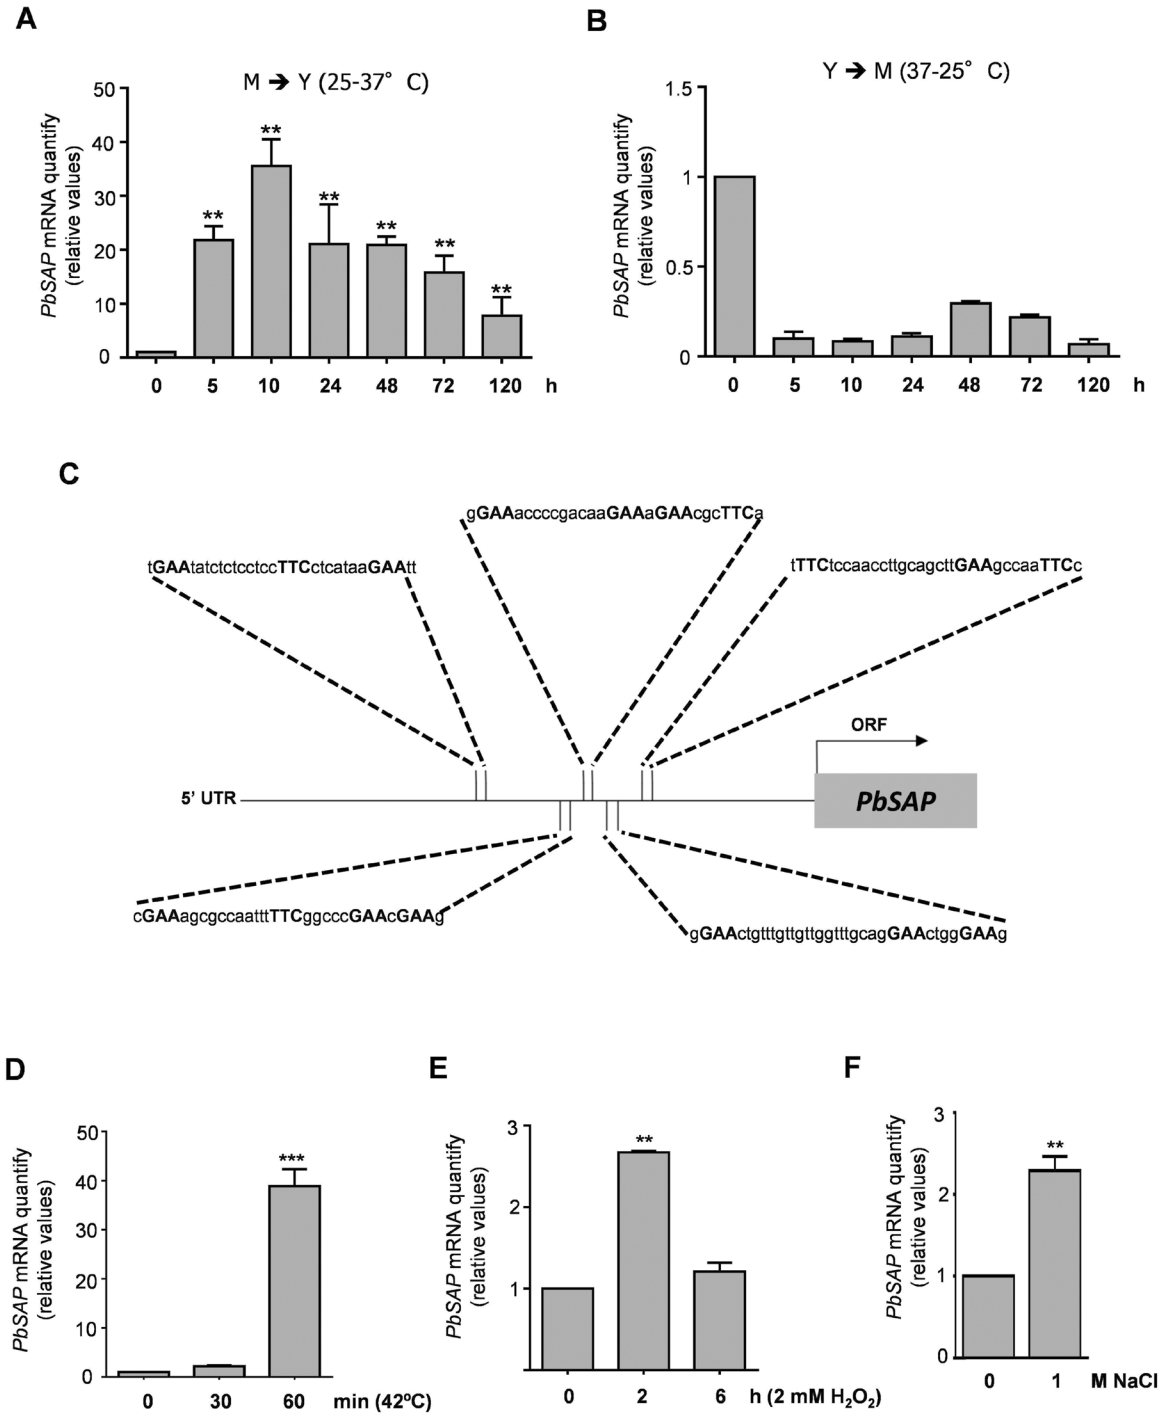 A
M ➔ Y (25-37° C)
PbSAP mRNA quantify
(relative values)
50
40
30
20
10
0
** ** ** ** ** **
0 5 10 24 48 72 120 h
B
Y ➔ M (37-25° C)
PbSAP mRNA quantify
(relative values)
1.5
1
0.5
0
0 5 10 24 48 72 120 h
C
gGAAaccccgacaaGAAaGAAcgcTTCa
tGAAtatctctcctccTTCctcataaGAAtt
tTTCtccaaccttgcagcttGAAgccaaTTCc
ORF
5' UTR
PbSAP
cGAAagcgccaatttTTCggcccGAAcGAAg
gGAActgtttgttgttggtttgcagGAActggGAAg
D
PbSAP mRNA quantify
(relative values)
50
40
30
20
10
0
***
0 30 60 min (42ºC)
E
PbSAP mRNA quantify
(relative values)
3
2
1
**
0 2 6 h (2 mM H₂O₂)
F
PbSAP mRNA quantify
(relative values)
3
2
1
0
**
0 1 M NaCl